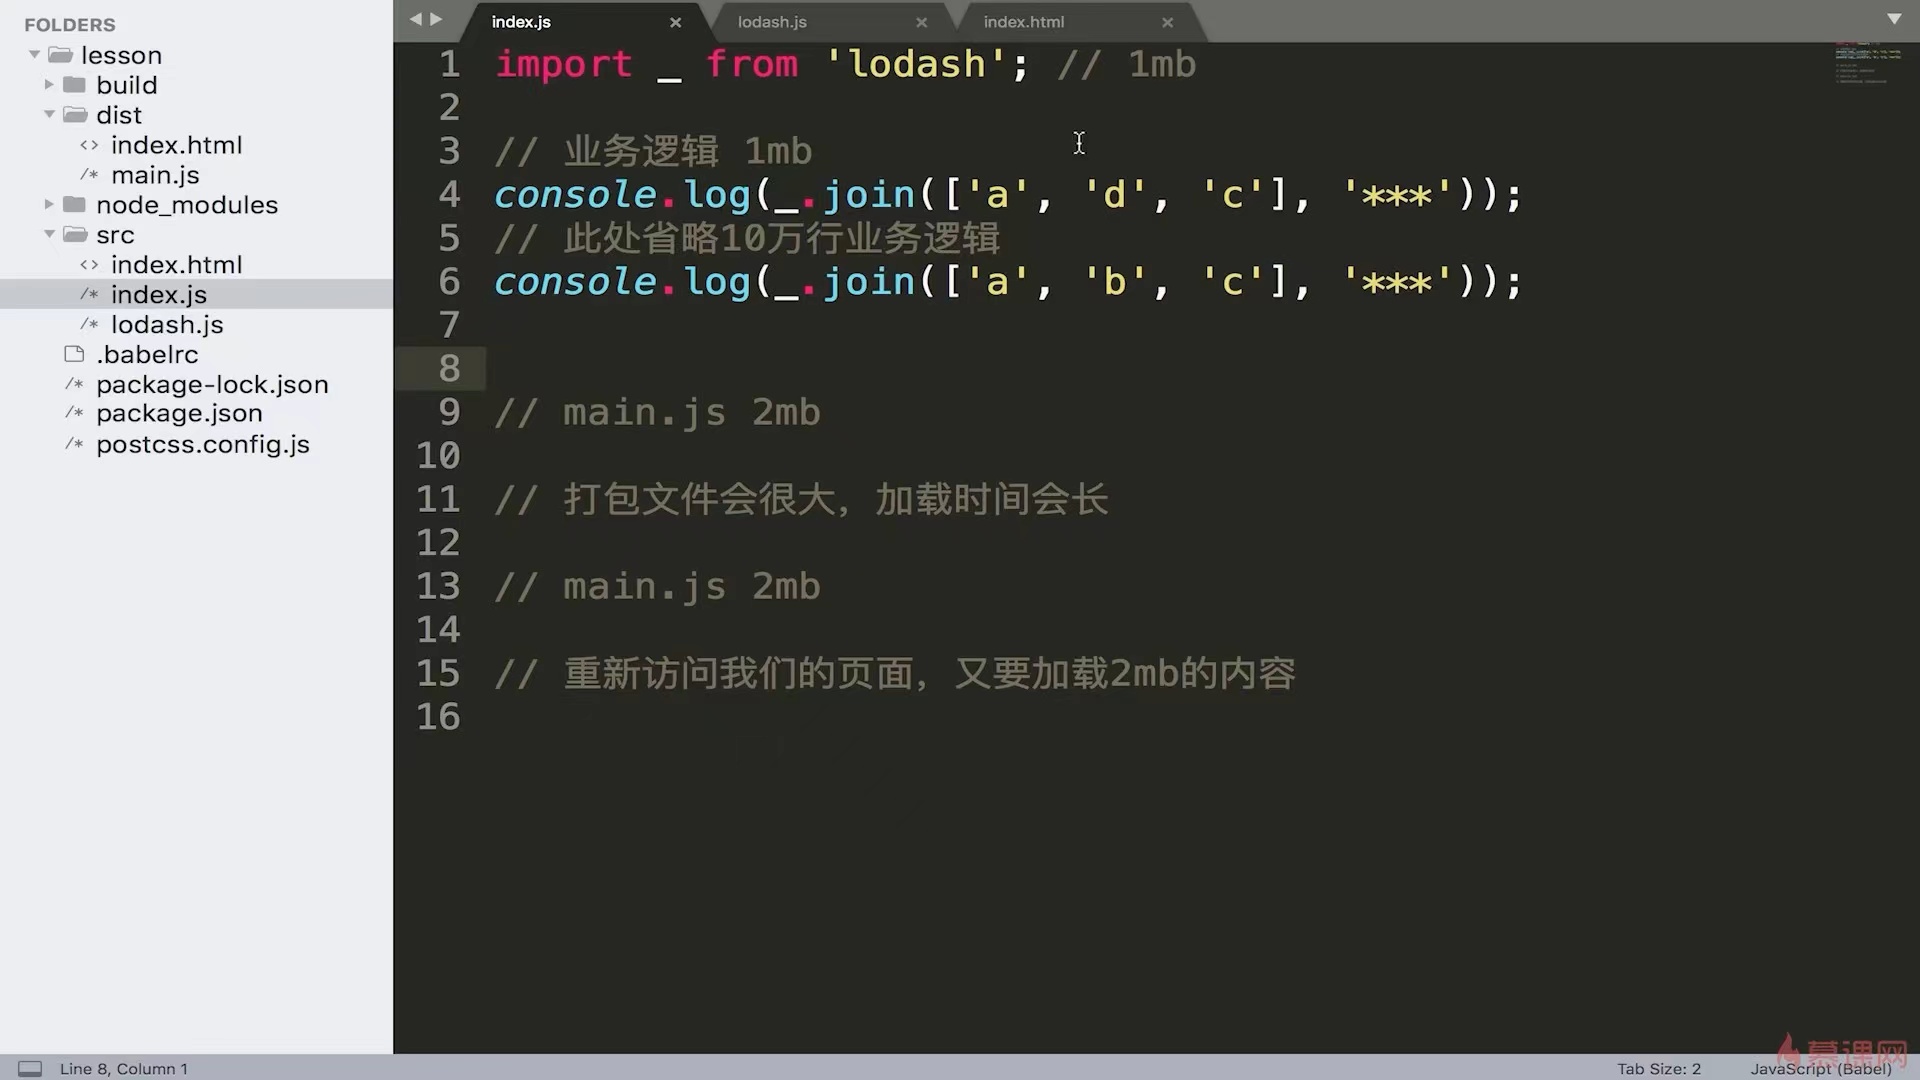 FOLDERS
lesson
build
dist
index.html
main.js
node_modules
src
index.html
index.js
lodash.js
.babelrc
package-lock.json
package.json
postcss.config.js
index.js
lodash.js
index.html
1 import _ from 'lodash'; // 1mb
2
3 // 业务逻辑 1mb
4 console.log(_.join(['a', 'd', 'c'], '***'));
5 // 此处省略10万行业务逻辑
6 console.log(_.join(['a', 'b', 'c'], '***'));
7
8
9 // main.js 2mb
10
11 // 打包文件会很大，加载时间会长
12
13 // main.js 2mb
14
15 // 重新访问我们的页面，又要加载2mb的内容
16
慕课网
Line 8, Column 1
Tab Size: 2
JavaScript (Babel)